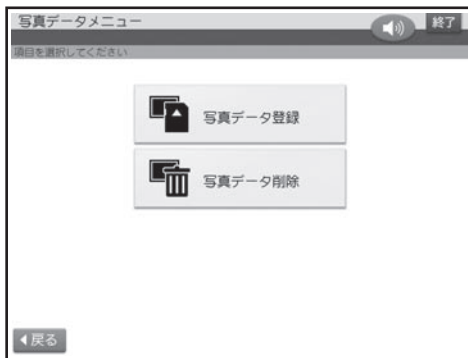 写真データメニュー
終了
項目を選択してください
写真データ登録
写真データ削除
戻る